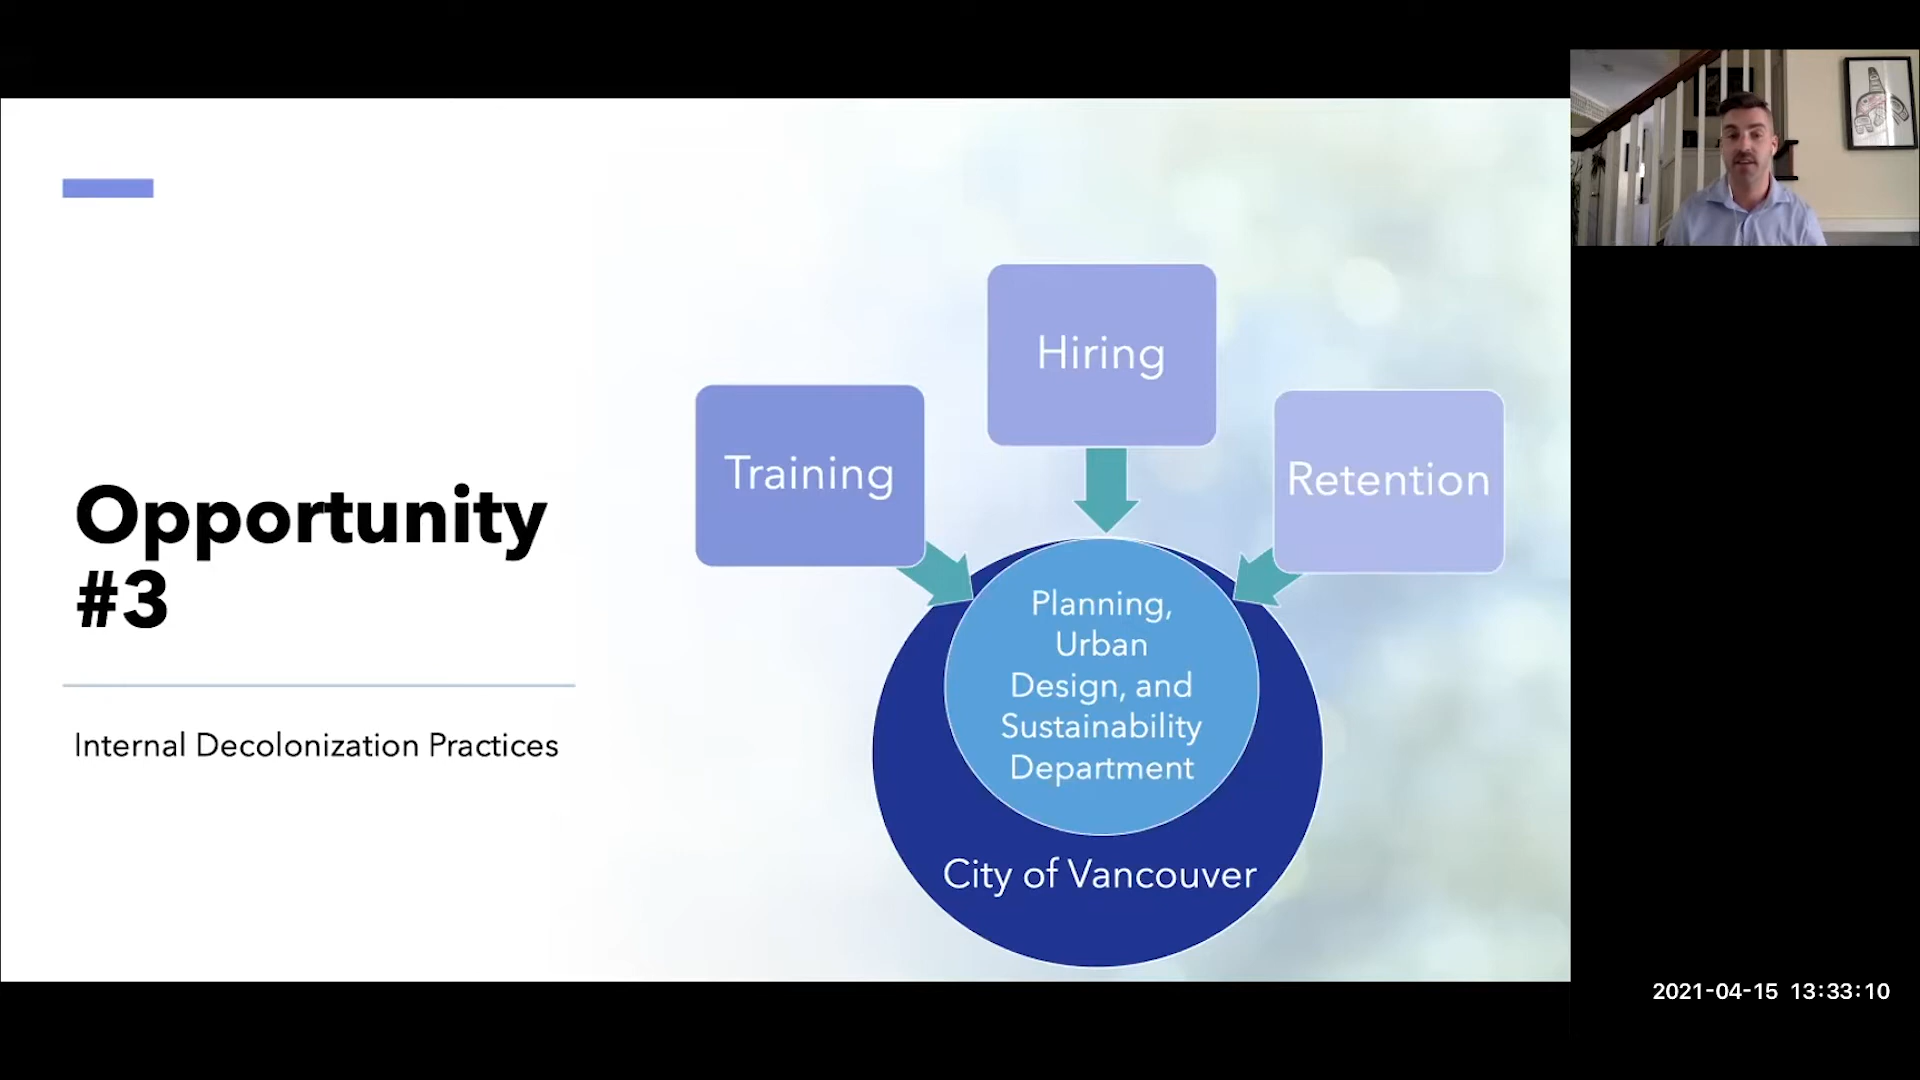 Opportunity
#3
Internal Decolonization Practices
Hiring
Training
Retention
Planning,
Urban
Design, and
Sustainability
Department
City of Vancouver
2021-04-15 13:33:10